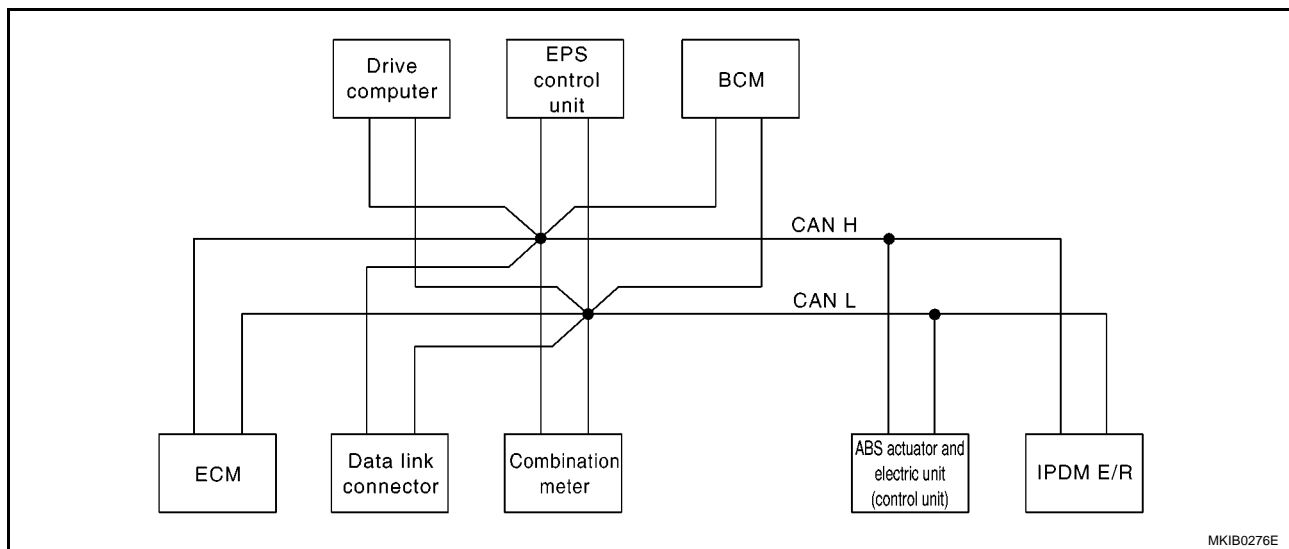 Drive
computer
EPS
control
unit
BCM
CAN H
CAN L
ECM
Data link
connector
Combination
meter
ABS actuator and
electric unit
(control unit)
IPDM E/R
MKIB0276E